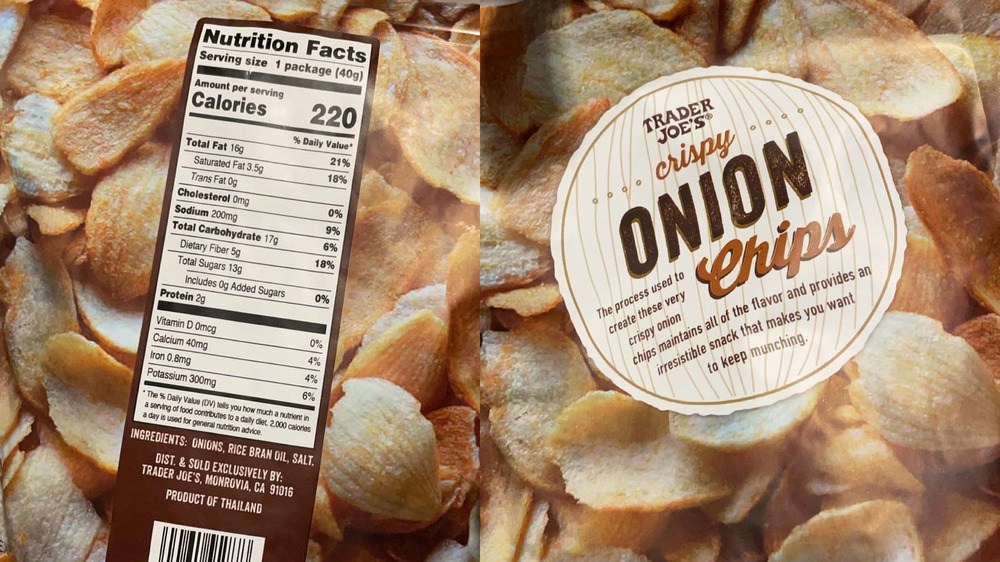 Nutrition Facts
Serving size 1 package (40g)
Amount per serving
Calories 220
% Daily Value*
Total Fat 16g 21%
Saturated Fat 3.5g 18%
Trans Fat 0g
Cholesterol 0mg 0%
Sodium 200mg 9%
Total Carbohydrate 17g 6%
Dietary Fiber 5g 18%
Total Sugars 13g
Includes 0g Added Sugars 0%
Protein 2g
Vitamin D 0mcg 0%
Calcium 40mg 4%
Iron 0.8mg 4%
Potassium 300mg 6%
* The % Daily Value (DV) tells you how much a nutrient in
a serving of food contributes to a daily diet. 2,000 calories
a day is used for general nutrition advice.
INGREDIENTS: ONIONS, RICE BRAN OIL, SALT.
DIST. & SOLD EXCLUSIVELY BY:
TRADER JOE'S, MONROVIA, CA 91016
PRODUCT OF THAILAND
TRADER
JOE'S®
crispy
ONION
Chips
The process used to
create these very
crispy onion
chips maintains all of the flavor and provides an
irresistible snack that makes you want
to keep munching.